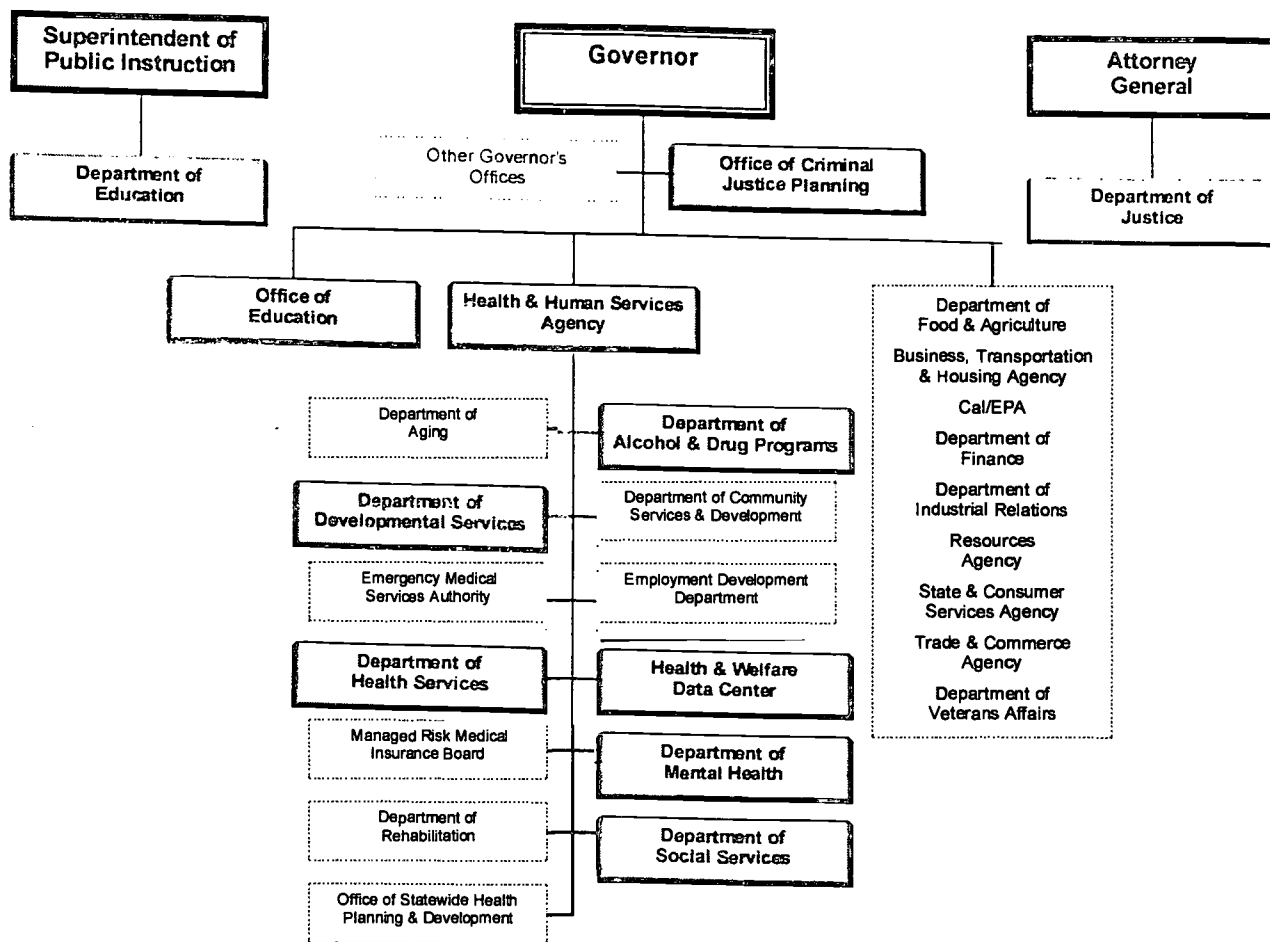 Superintendent of
Public Instruction
Governor
Attorney
General
Department of
Education
Other Governor's
Offices
Office of Criminal
Justice Planning
Department of
Justice
Office of
Education
Health & Human Services
Agency
Department of
Food & Agriculture
Business, Transportation
& Housing Agency
Cal/EPA
Department of
Finance
Department of
Industrial Relations
Resources
Agency
State & Consumer
Services Agency
Trade & Commerce
Agency
Department of
Veterans Affairs
Department of
Aging
Department of
Alcohol & Drug Programs
Department of
Developmental Services
Department of Community
Services & Development
Emergency Medical
Services Authority
Employment Development
Department
Department of
Health Services
Health & Welfare
Data Center
Managed Risk Medical
Insurance Board
Department of
Mental Health
Department of
Rehabilitation
Department of
Social Services
Office of Statewide Health
Planning & Development